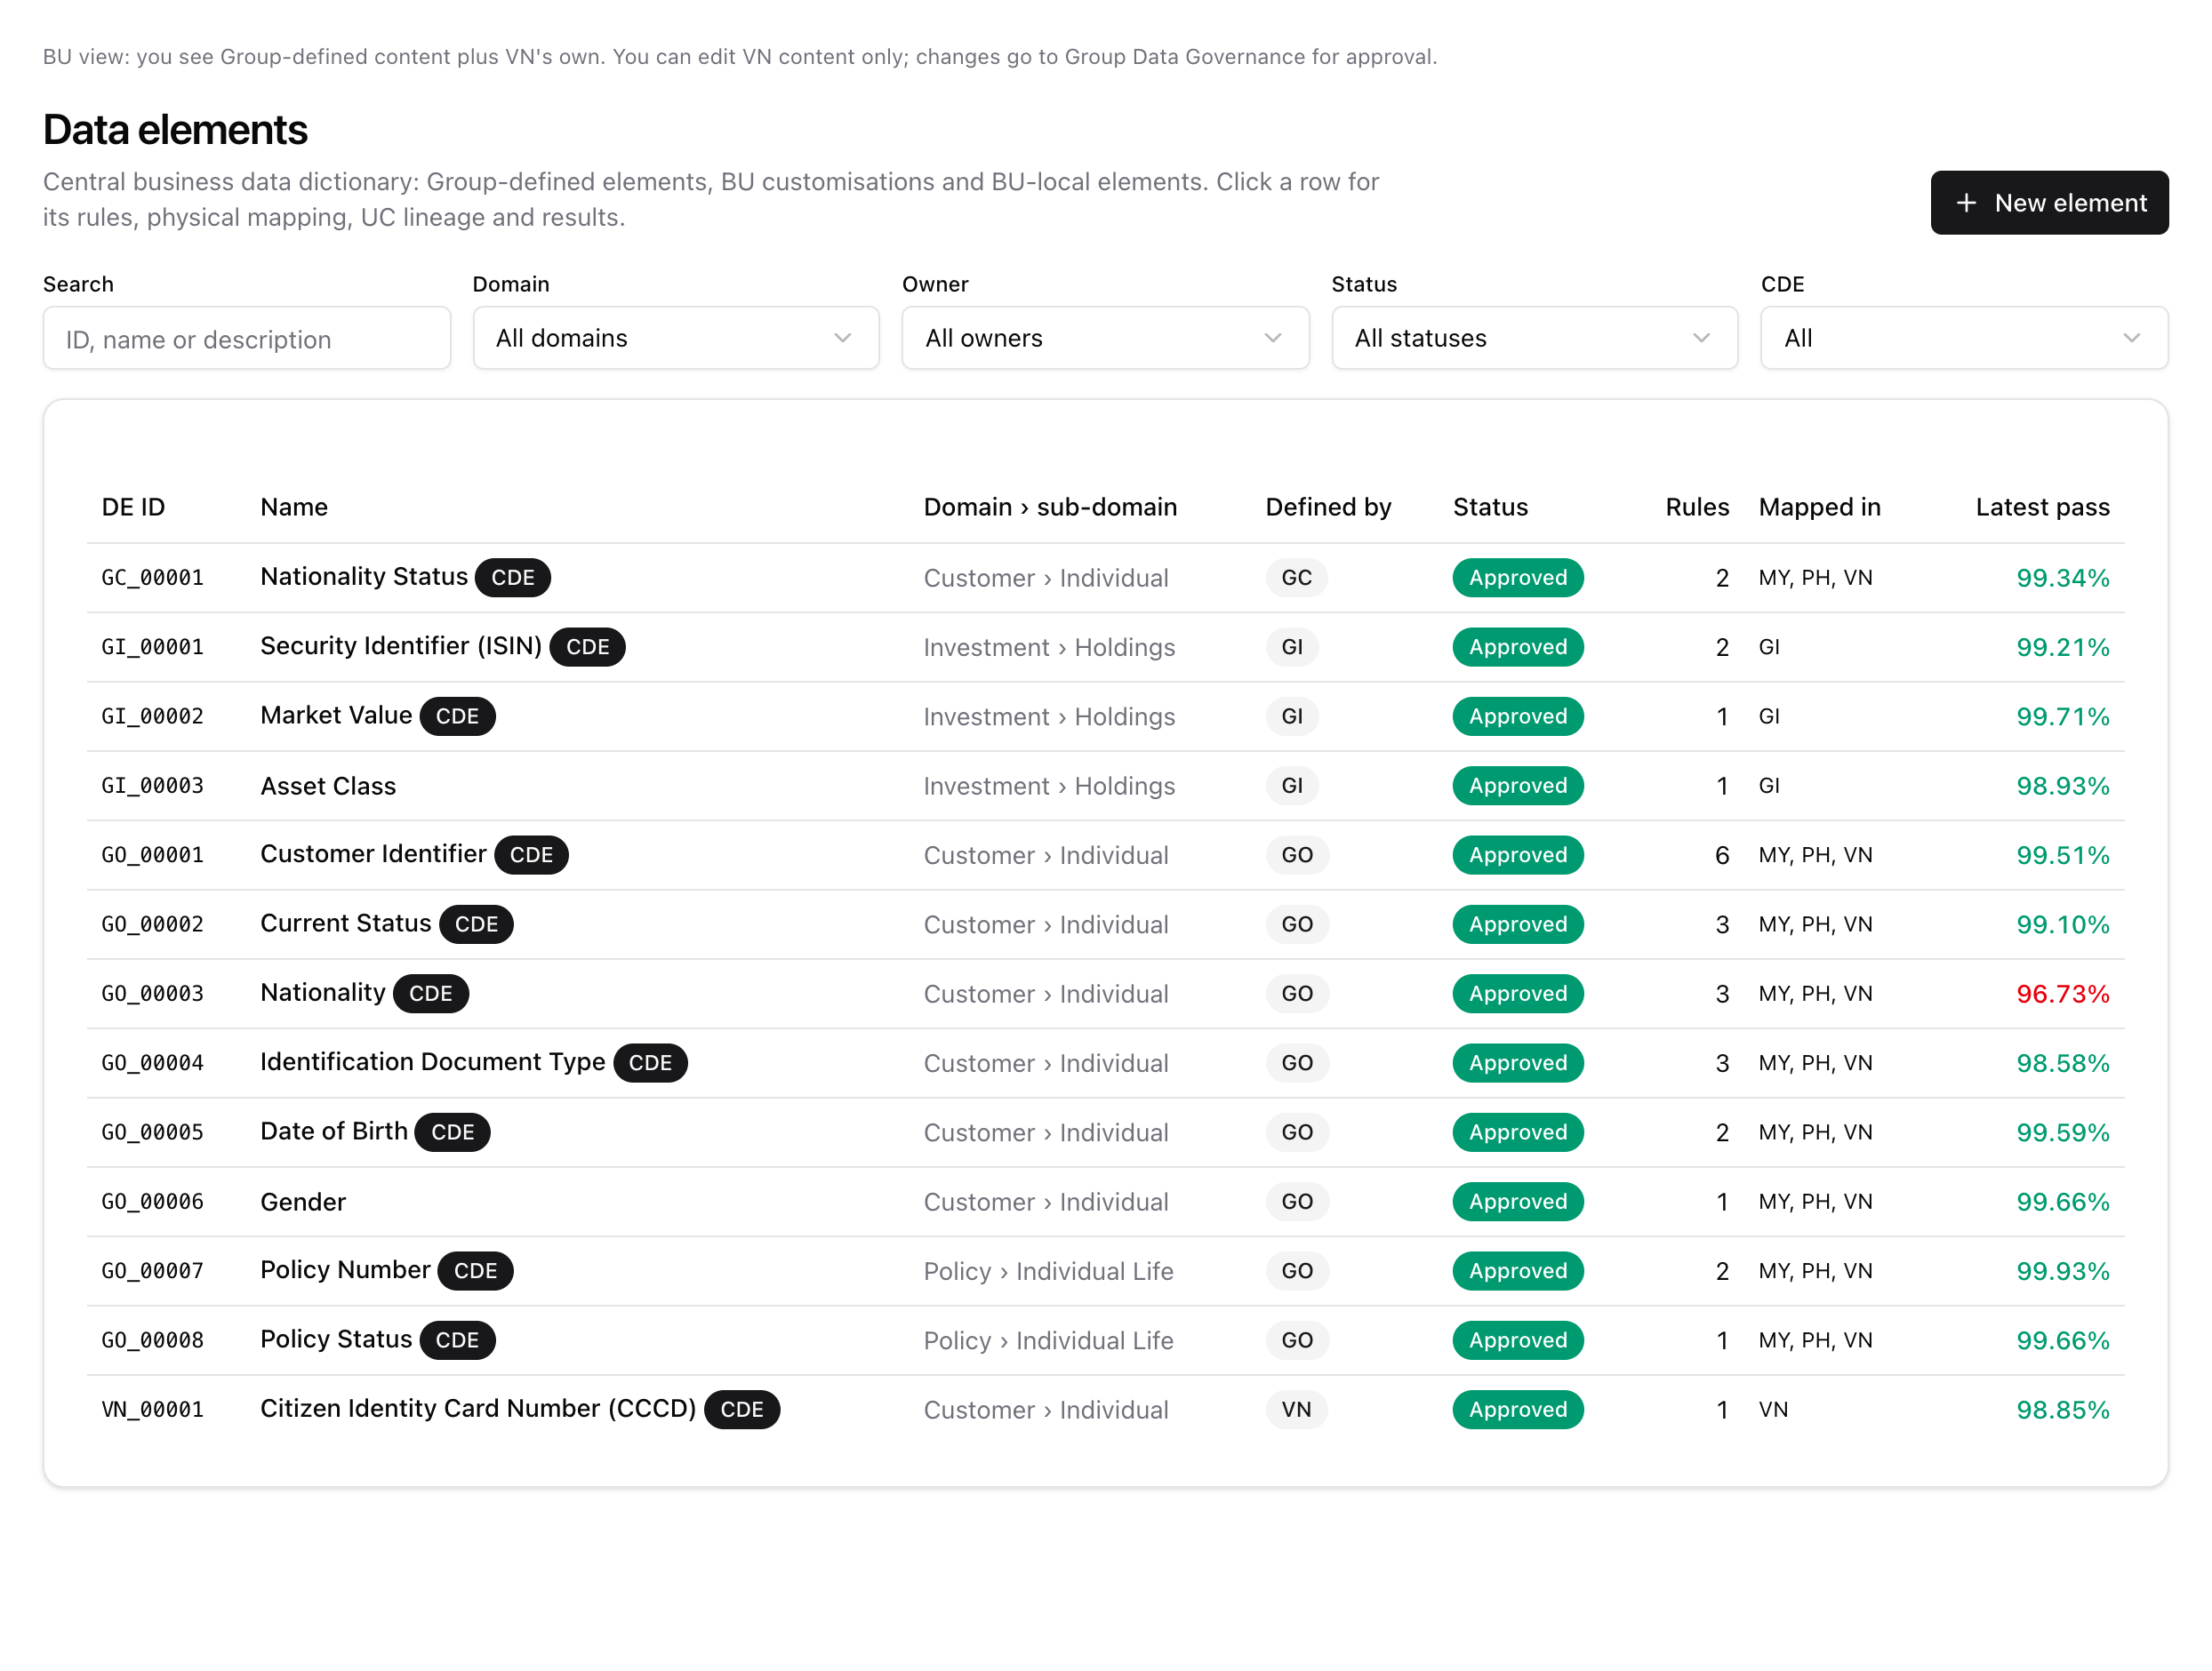 BU view: you see Group-defined content plus VN's own. You can edit VN content only; changes go to Group Data Governance for approval.
Data elements
Central business data dictionary: Group-defined elements, BU customisations and BU-local elements. Click a row for
its rules, physical mapping, UC lineage and results.
+ New element
Search Domain Owner Status CDE
ID, name or description All domains All owners All statuses All
DE ID Name Domain › sub-domain Defined by Status Rules Mapped in Latest pass
GC_00001 Nationality Status CDE Customer › Individual GC Approved 2 MY, PH, VN 99.34%
GI_00001 Security Identifier (ISIN) CDE Investment › Holdings GI Approved 2 GI 99.21%
GI_00002 Market Value CDE Investment › Holdings GI Approved 1 GI 99.71%
GI_00003 Asset Class Investment › Holdings GI Approved 1 GI 98.93%
GO_00001 Customer Identifier CDE Customer › Individual GO Approved 6 MY, PH, VN 99.51%
GO_00002 Current Status CDE Customer › Individual GO Approved 3 MY, PH, VN 99.10%
GO_00003 Nationality CDE Customer › Individual GO Approved 3 MY, PH, VN 96.73%
GO_00004 Identification Document Type CDE Customer › Individual GO Approved 3 MY, PH, VN 98.58%
GO_00005 Date of Birth CDE Customer › Individual GO Approved 2 MY, PH, VN 99.59%
GO_00006 Gender Customer › Individual GO Approved 1 MY, PH, VN 99.66%
GO_00007 Policy Number CDE Policy › Individual Life GO Approved 2 MY, PH, VN 99.93%
GO_00008 Policy Status CDE Policy › Individual Life GO Approved 1 MY, PH, VN 99.66%
VN_00001 Citizen Identity Card Number (CCCD) CDE Customer › Individual VN Approved 1 VN 98.85%